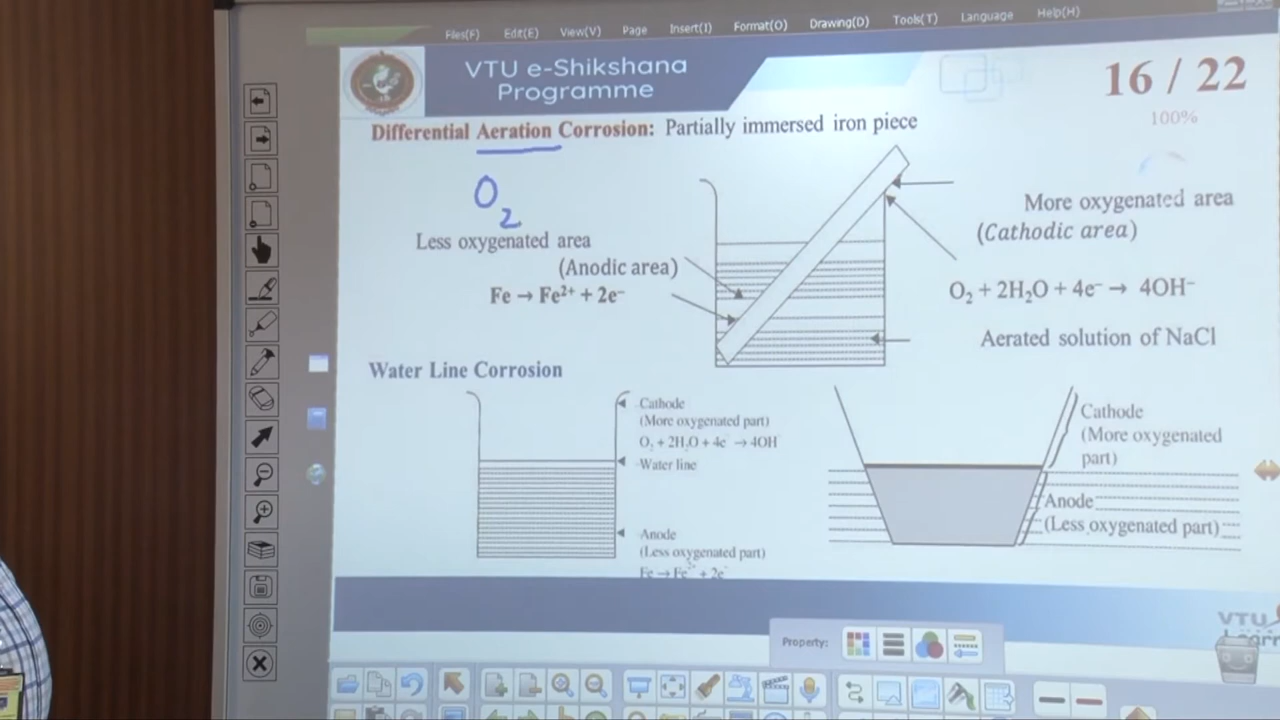 Files(F) Edit(E) View(V) Page Insert(I) Format(O) Drawing(D) Tools(T) Language Help(H)
VTU e-Shikshana
Programme
16 / 22
100%
Differential Aeration Corrosion: Partially immersed iron piece
O2
Less oxygenated area
(Anodic area)
Fe → Fe²⁺ + 2e⁻
More oxygenated area
(Cathodic area)
O₂ + 2H₂O + 4e⁻ → 4OH⁻
Aerated solution of NaCl
Water Line Corrosion
Cathode
(More oxygenated part)
O₂ + 2H₂O + 4e⁻ → 4OH⁻
Water line
Anode
(Less oxygenated part)
Fe → Fe²⁺ + 2e⁻
Cathode
(More oxygenated
part)
Anode
(Less oxygenated part)
VTU
Property: